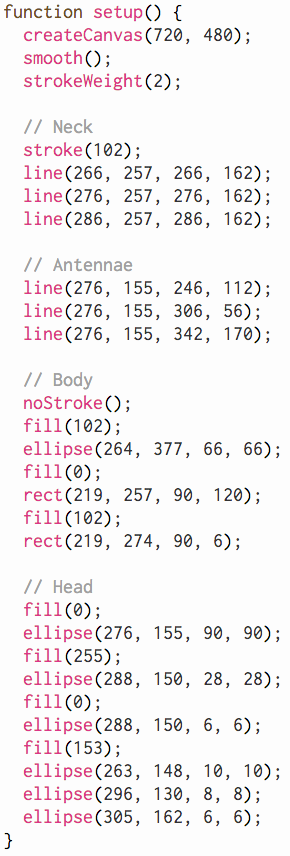 function setup() {
  createCanvas(720, 480);
  smooth();
  strokeWeight(2);

  // Neck
  stroke(102);
  line(266, 257, 266, 162);
  line(276, 257, 276, 162);
  line(286, 257, 286, 162);

  // Antennae
  line(276, 155, 246, 112);
  line(276, 155, 306, 56);
  line(276, 155, 342, 170);

  // Body
  noStroke();
  fill(102);
  ellipse(264, 377, 66, 66);
  fill(0);
  rect(219, 257, 90, 120);
  fill(102);
  rect(219, 274, 90, 6);

  // Head
  fill(0);
  ellipse(276, 155, 90, 90);
  fill(255);
  ellipse(288, 150, 28, 28);
  fill(0);
  ellipse(288, 150, 6, 6);
  fill(153);
  ellipse(263, 148, 10, 10);
  ellipse(296, 130, 8, 8);
  ellipse(305, 162, 6, 6);
}